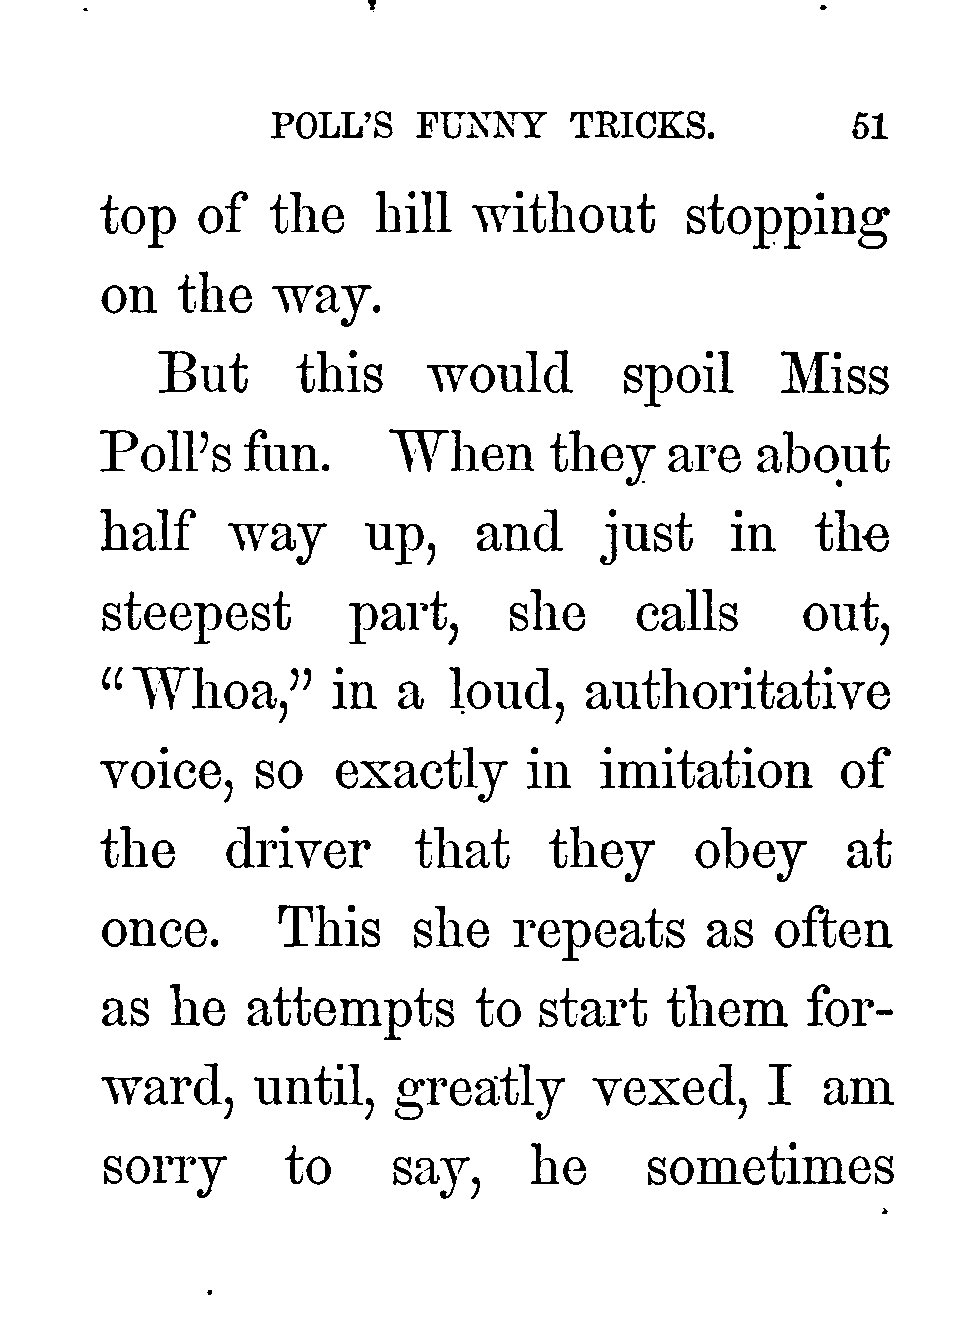 POLL'S FUNNY TRICKS. 51
top of the hill without stopping
on the way.
But this would spoil Miss
Poll's fun. When they are about
half way up, and just in the
steepest part, she calls out,
“Whoa,” in a loud, authoritative
voice, so exactly in imitation of
the driver that they obey at
once. This she repeats as often
as he attempts to start them for-
ward, until, greatly vexed, I am
sorry to say, he sometimes